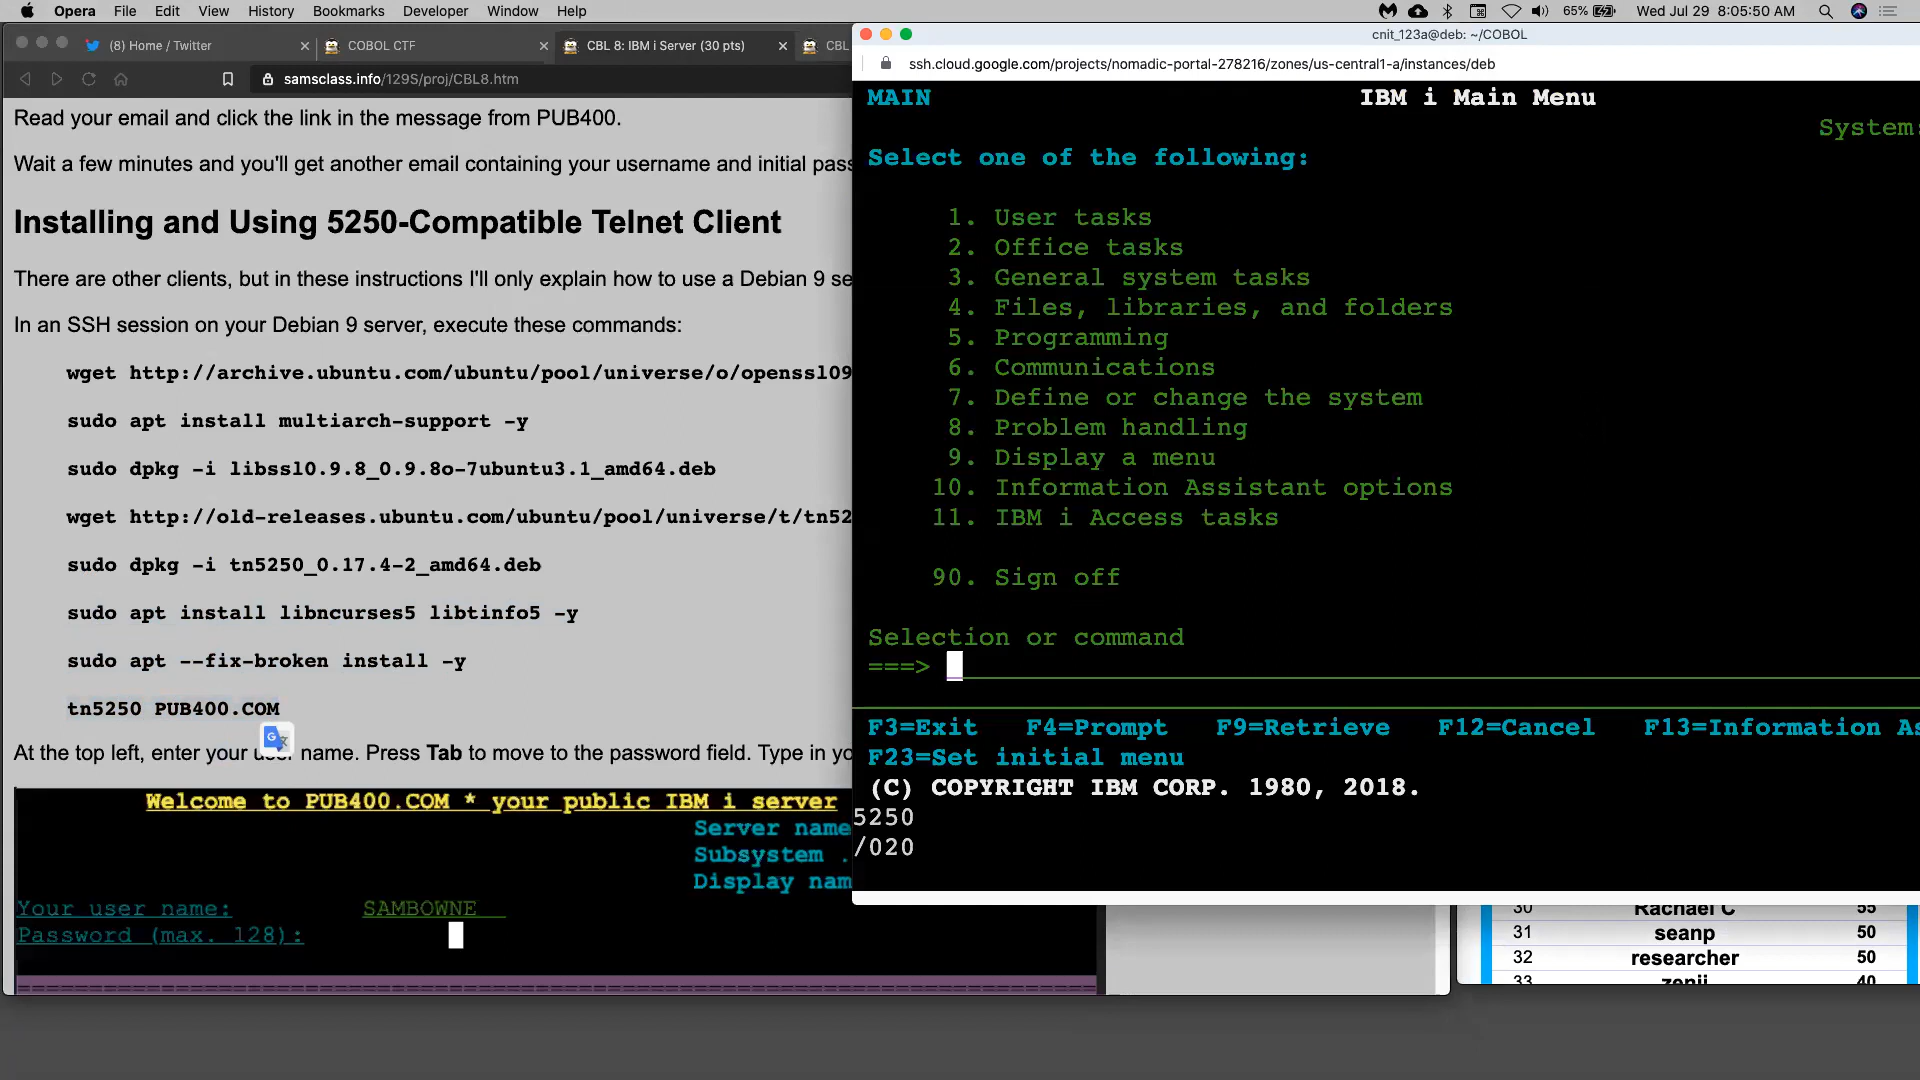 Opera File Edit View History Bookmarks Developer Window Help 65% Wed Jul 29 8:05:50 AM
(8) Home / Twitter
COBOL CTF
CBL 8: IBM i Server (30 pts)
CBL
samsclass.info/129S/proj/CBL8.htm
Read your email and click the link in the message from PUB400.
Wait a few minutes and you'll get another email containing your username and initial pass
Installing and Using 5250-Compatible Telnet Client
There are other clients, but in these instructions I'll only explain how to use a Debian 9 se
In an SSH session on your Debian 9 server, execute these commands:
wget http://archive.ubuntu.com/ubuntu/pool/universe/o/openssl09
sudo apt install multiarch-support -y
sudo dpkg -i libssl0.9.8_0.9.8o-7ubuntu3.1_amd64.deb
wget http://old-releases.ubuntu.com/ubuntu/pool/universe/t/tn52
sudo dpkg -i tn5250_0.17.4-2_amd64.deb
sudo apt install libncurses5 libtinfo5 -y
sudo apt --fix-broken install -y
tn5250 PUB400.COM
At the top left, enter your name. Press Tab to move to the password field. Type in yo
Welcome to PUB400.COM * your public IBM i server
Server name
Subsystem .
Display nam
Your user name: SAMBOWNE
Password (max. 128):
cnit_123a@deb: ~/COBOL
ssh.cloud.google.com/projects/nomadic-portal-278216/zones/us-central1-a/instances/deb
MAIN IBM i Main Menu
System:
Select one of the following:
1. User tasks
2. Office tasks
3. General system tasks
4. Files, libraries, and folders
5. Programming
6. Communications
7. Define or change the system
8. Problem handling
9. Display a menu
10. Information Assistant options
11. IBM i Access tasks
90. Sign off
Selection or command
===>
F3=Exit F4=Prompt F9=Retrieve F12=Cancel F13=Information As
F23=Set initial menu
(C) COPYRIGHT IBM CORP. 1980, 2018.
5250
/020
30 Rachael C 55
31 seanp 50
32 researcher 50
33 zenii 40